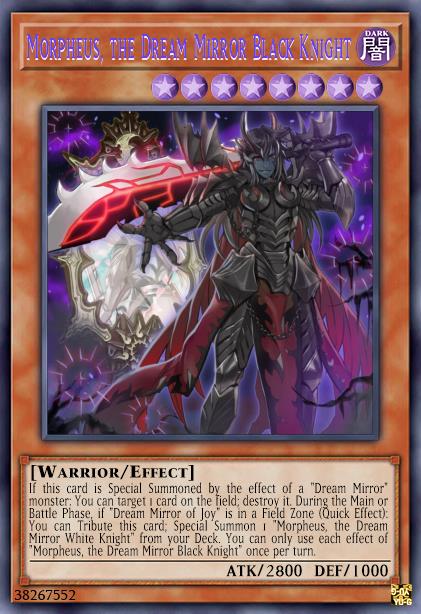 Morpheus, the Dream Mirror Black Knight
DARK
闇
[Warrior/Effect]
If this card is Special Summoned by the effect of a "Dream Mirror"
monster: You can target 1 card on the field; destroy it. During the Main or
Battle Phase, if "Dream Mirror of Joy" is in a Field Zone (Quick Effect):
You can Tribute this card; Special Summon 1 "Morpheus, the Dream
Mirror White Knight" from your Deck. You can only use each effect of
"Morpheus, the Dream Mirror Black Knight" once per turn.
ATK/2800 DEF/1000
38267552